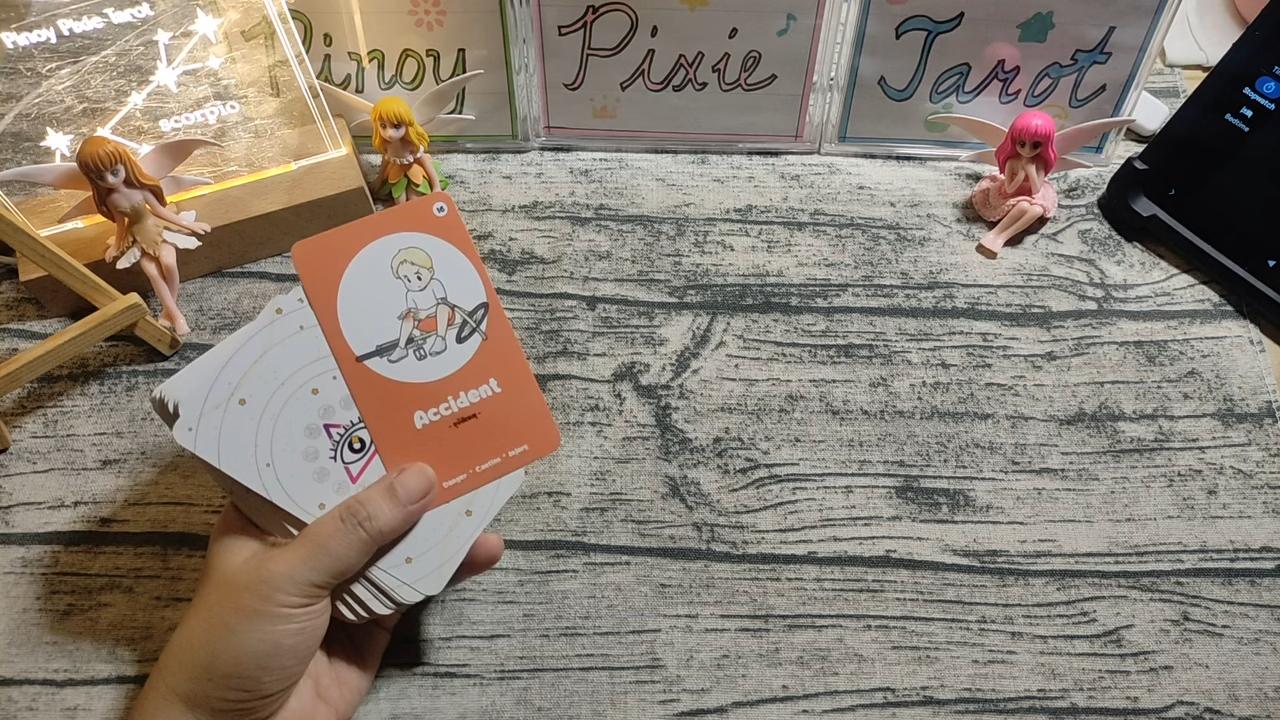 Pinoy Pixie Tarot
scorpio
Pinoy
Pixie
Tarot
Stopwatch
Bedtime
Accident
Danger * Caution * Injury